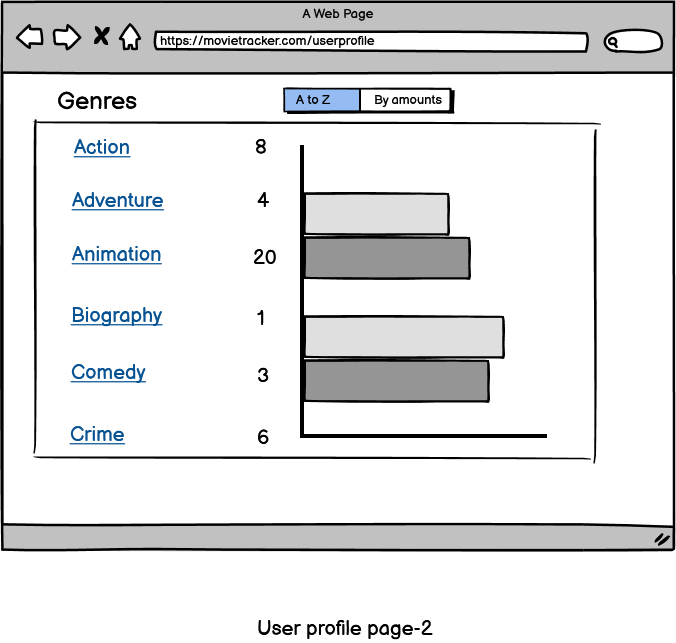 A Web Page
https://movietracker.com/userprofile
Genres
A to Z
By amounts
Action 8
Adventure 4
Animation 20
Biography 1
Comedy 3
Crime 6
User profile page-2